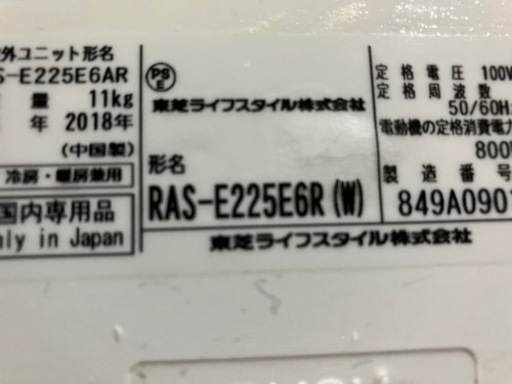 外ユニット形名
S-E225E6AR
量 11kg
年 2018年
(中国製)
冷房・暖房兼用
国内専用品
nly in Japan
PS
E
東芝ライフスタイル株式会社
形名
RAS-E225E6R(W)
東芝ライフスタイル株式会社
定格電圧 100V
定格周波数
50/60Hz
電動機の定格消費電力
800
製造番号
849A0901